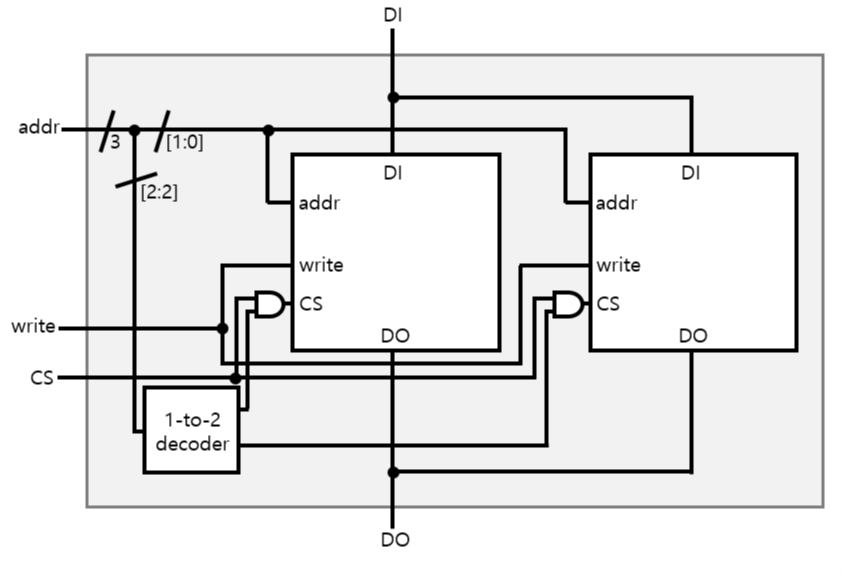 DI
addr
3
[1:0]
[2:2]
DI
DI
addr
addr
write
write
CS
CS
write
DO
DO
CS
1-to-2
decoder
DO